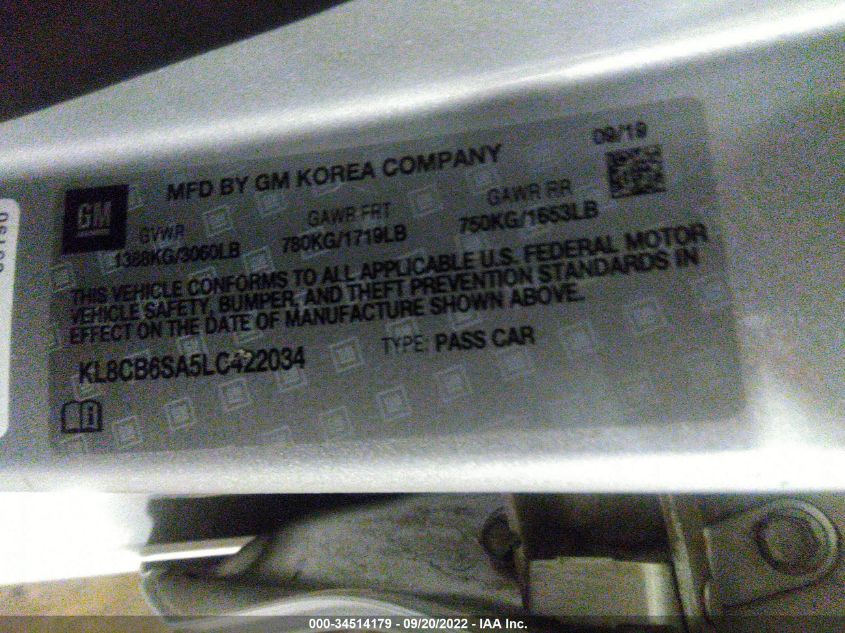 09/19
MFD BY GM KOREA COMPANY
GM
GVWR GAWR FRT GAWR RR
1388KG/3060LB 780KG/1719LB 750KG/1653LB
THIS VEHICLE CONFORMS TO ALL APPLICABLE U.S. FEDERAL MOTOR
VEHICLE SAFETY, BUMPER, AND THEFT PREVENTION STANDARDS IN
EFFECT ON THE DATE OF MANUFACTURE SHOWN ABOVE.
KL8CB6SA5LC422034 TYPE: PASS CAR
000-34514179 - 09/20/2022 - IAA Inc.